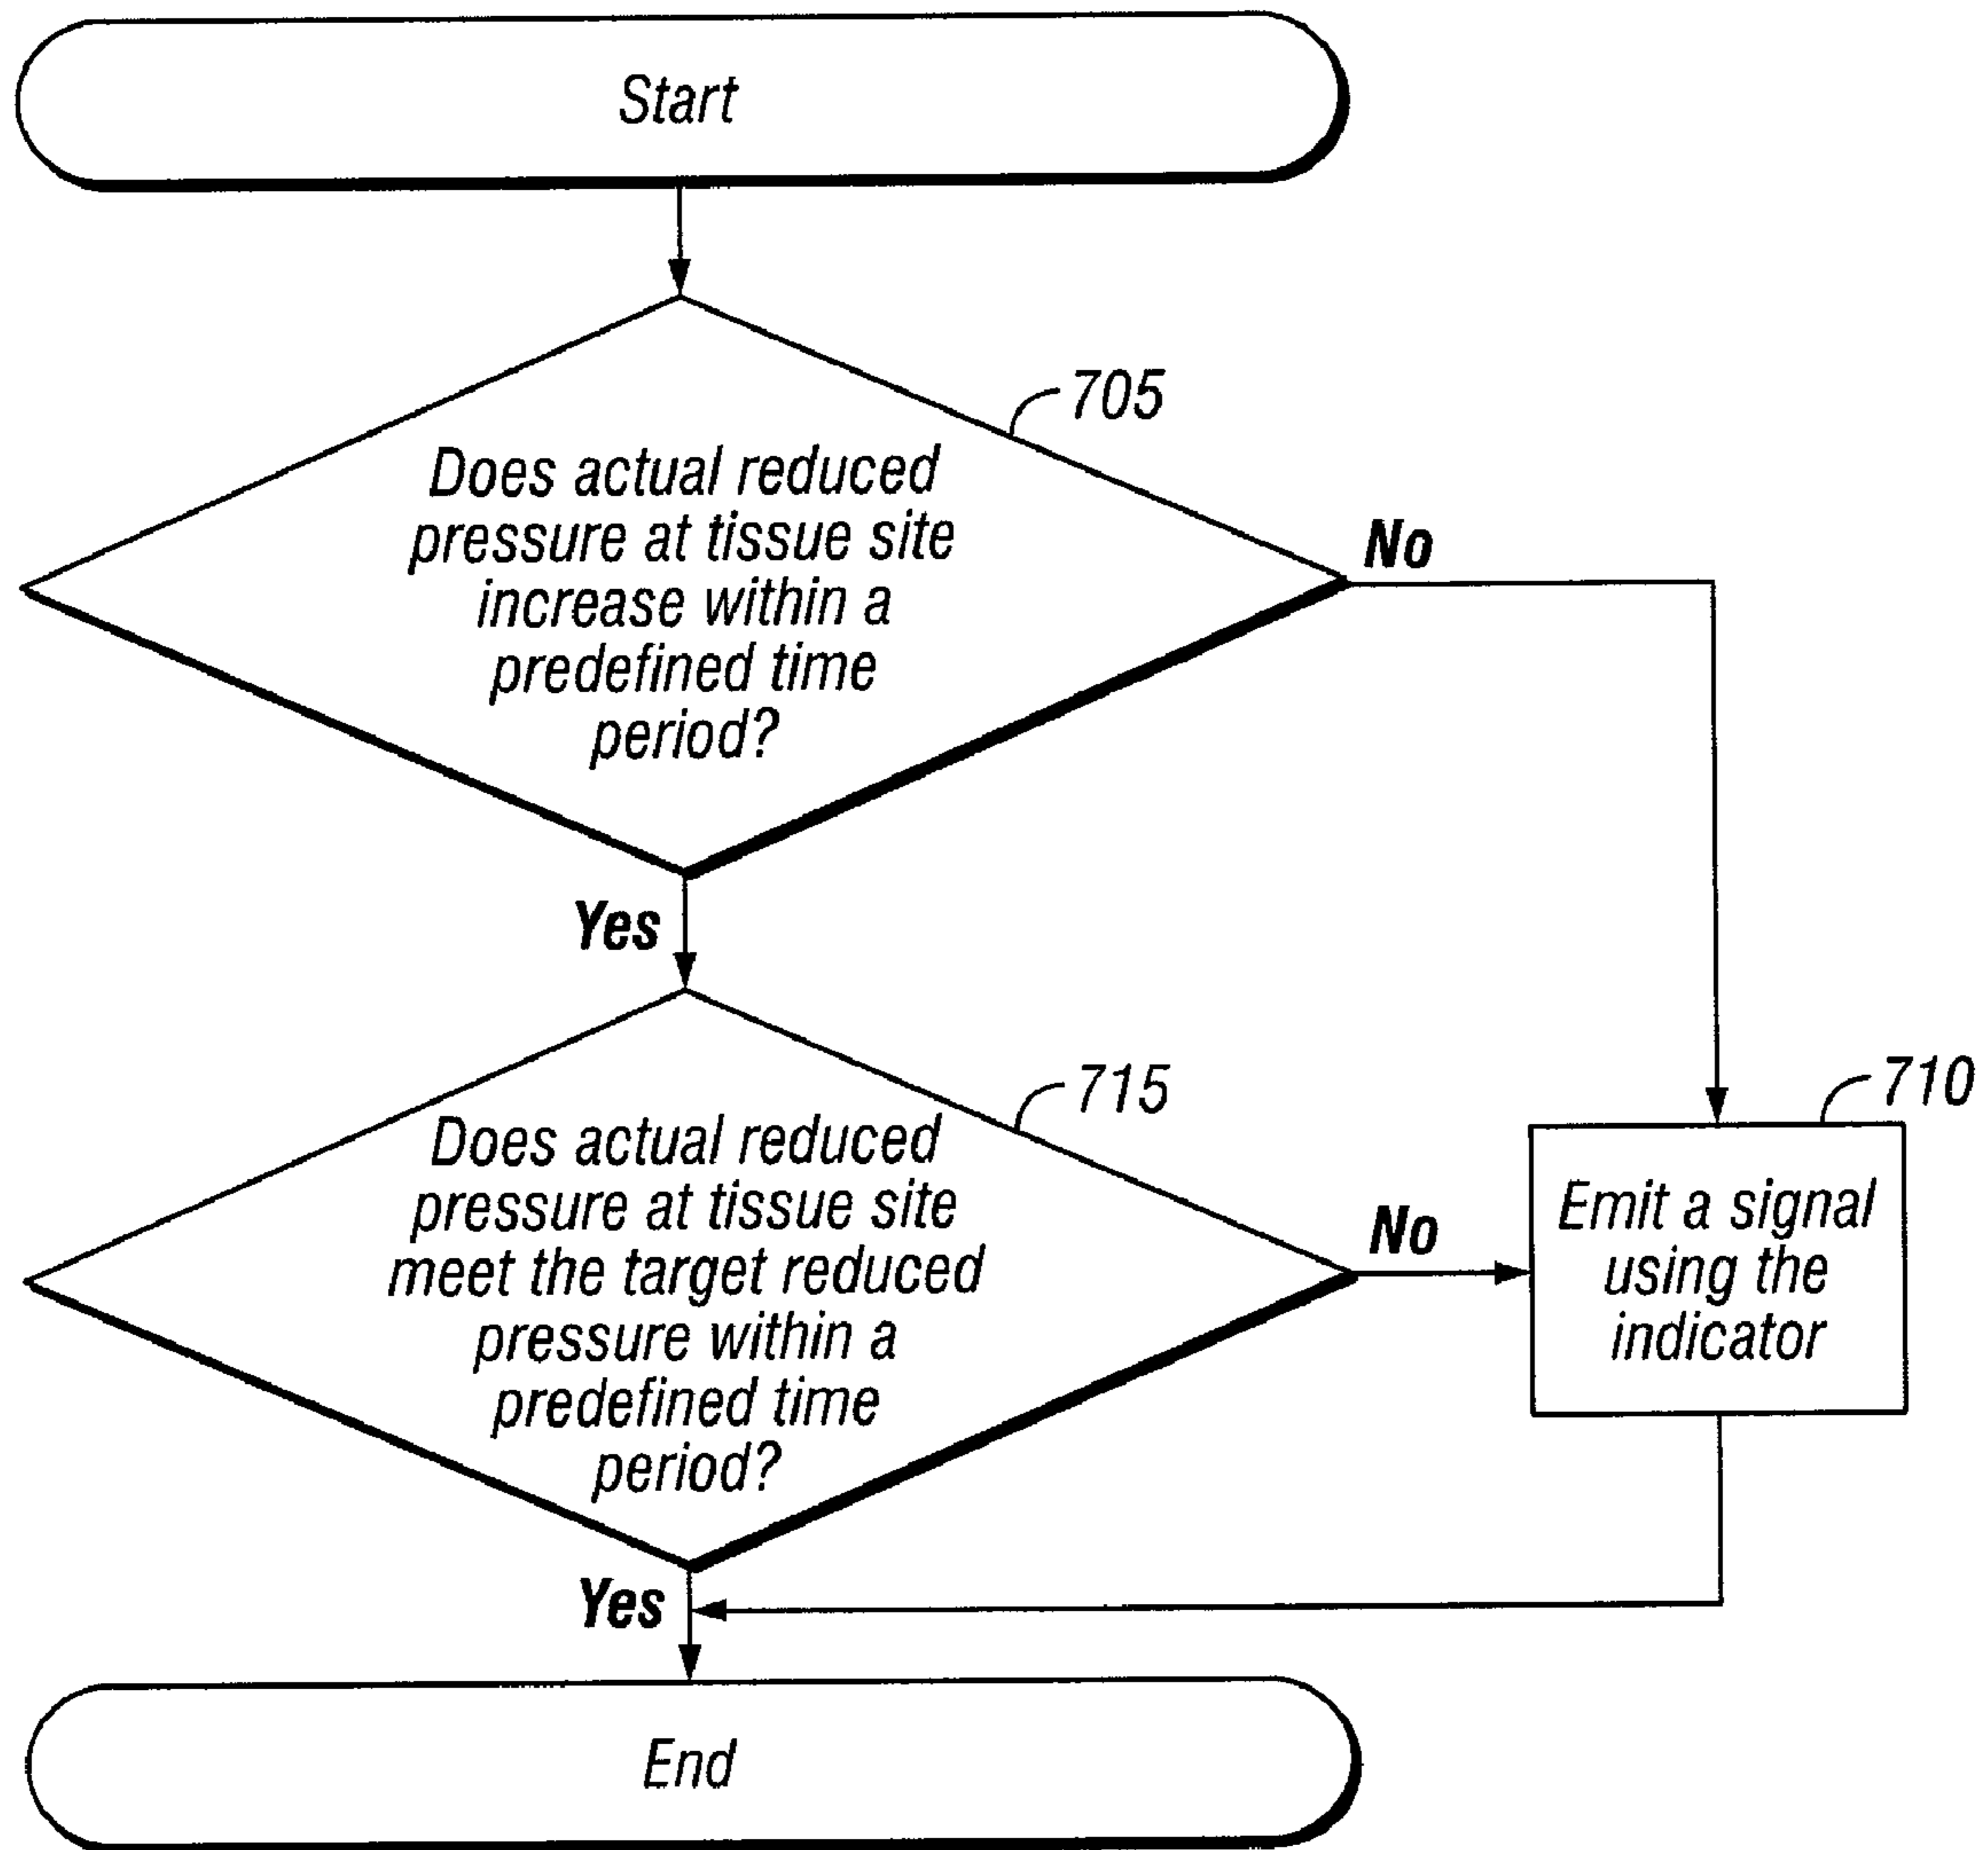 Start
705
Does actual reduced
pressure at tissue site
increase within a
predefined time
period?
No
Yes
715
710
Does actual reduced
pressure at tissue site
meet the target reduced
pressure within a
predefined time
period?
No
Emit a signal
using the
indicator
Yes
End